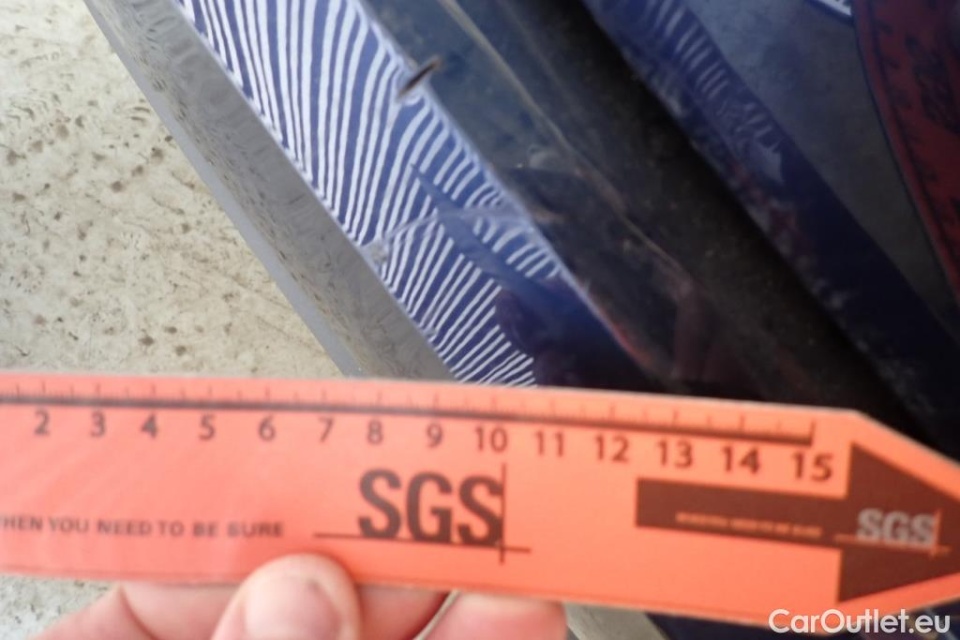 2 3 4 5 6 7 8 9 10 11 12 13 14 15
WHEN YOU NEED TO BE SURE
SGS
SGS
CarOutlet.eu